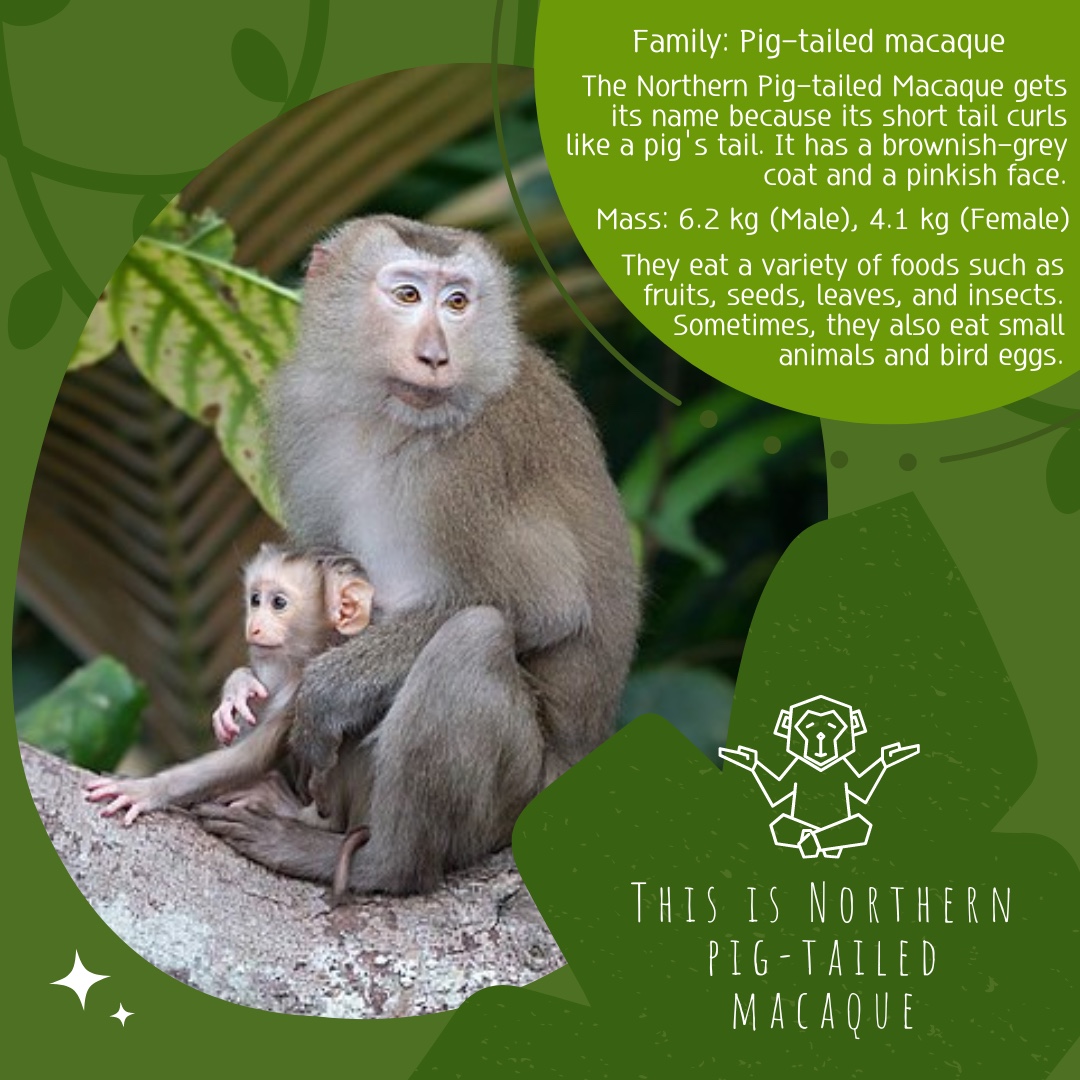 Family: Pig-tailed macaque
The Northern Pig-tailed Macaque gets
its name because its short tail curls
like a pig's tail. It has a brownish-grey
coat and a pinkish face.
Mass: 6.2 kg (Male), 4.1 kg (Female)
They eat a variety of foods such as
fruits, seeds, leaves, and insects.
Sometimes, they also eat small
animals and bird eggs.
This is Northern
pig-tailed
macaque